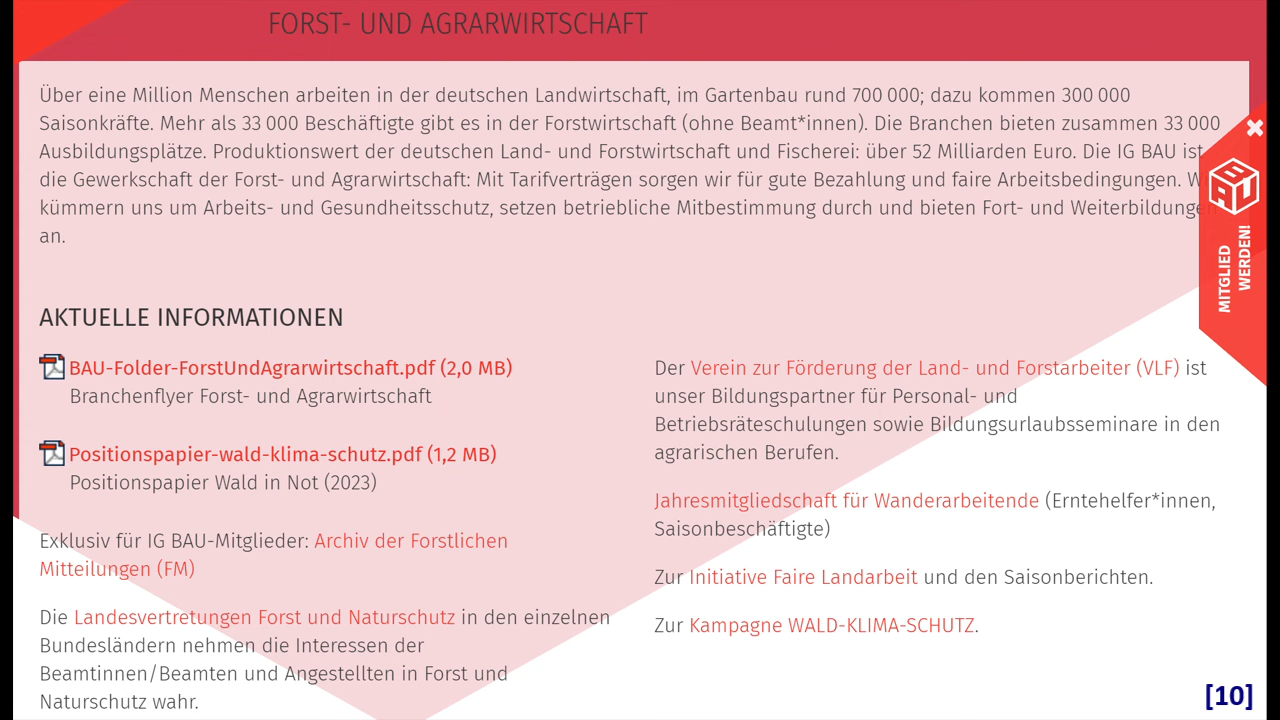 FORST- UND AGRARWIRTSCHAFT
Über eine Million Menschen arbeiten in der deutschen Landwirtschaft, im Gartenbau rund 700 000; dazu kommen 300 000
Saisonkräfte. Mehr als 33 000 Beschäftigte gibt es in der Forstwirtschaft (ohne Beamt*innen). Die Branchen bieten zusammen 33 000
Ausbildungsplätze. Produktionswert der deutschen Land- und Forstwirtschaft und Fischerei: über 52 Milliarden Euro. Die IG BAU ist
die Gewerkschaft der Forst- und Agrarwirtschaft: Mit Tarifverträgen sorgen wir für gute Bezahlung und faire Arbeitsbedingungen. W
kümmern uns um Arbeits- und Gesundheitsschutz, setzen betriebliche Mitbestimmung durch und bieten Fort- und Weiterbildungen
an.
BAU
MITGLIED
WERDEN!
AKTUELLE INFORMATIONEN
BAU-Folder-ForstUndAgrarwirtschaft.pdf (2,0 MB)
Branchenflyer Forst- und Agrarwirtschaft
Positionspapier-wald-klima-schutz.pdf (1,2 MB)
Positionspapier Wald in Not (2023)
Exklusiv für IG BAU-Mitglieder: Archiv der Forstlichen
Mitteilungen (FM)
Die Landesvertretungen Forst und Naturschutz in den einzelnen
Bundesländern nehmen die Interessen der
Beamtinnen/Beamten und Angestellten in Forst und
Naturschutz wahr.
Der Verein zur Förderung der Land- und Forstarbeiter (VLF) ist
unser Bildungspartner für Personal- und
Betriebsräteschulungen sowie Bildungsurlaubsseminare in den
agrarischen Berufen.
Jahresmitgliedschaft für Wanderarbeitende (Erntehelfer*innen,
Saisonbeschäftigte)
Zur Initiative Faire Landarbeit und den Saisonberichten.
Zur Kampagne WALD-KLIMA-SCHUTZ.
[10]